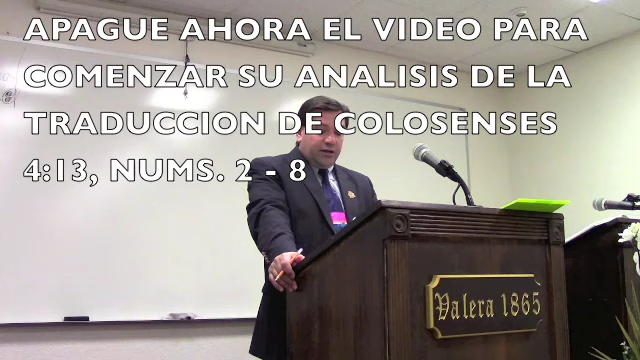 APAGUE AHORA EL VIDEO PARA
COMENZAR SU ANALISIS DE LA
TRADUCCION DE COLOSENSES
4:13, NUMS. 2 - 8
Valera 1865